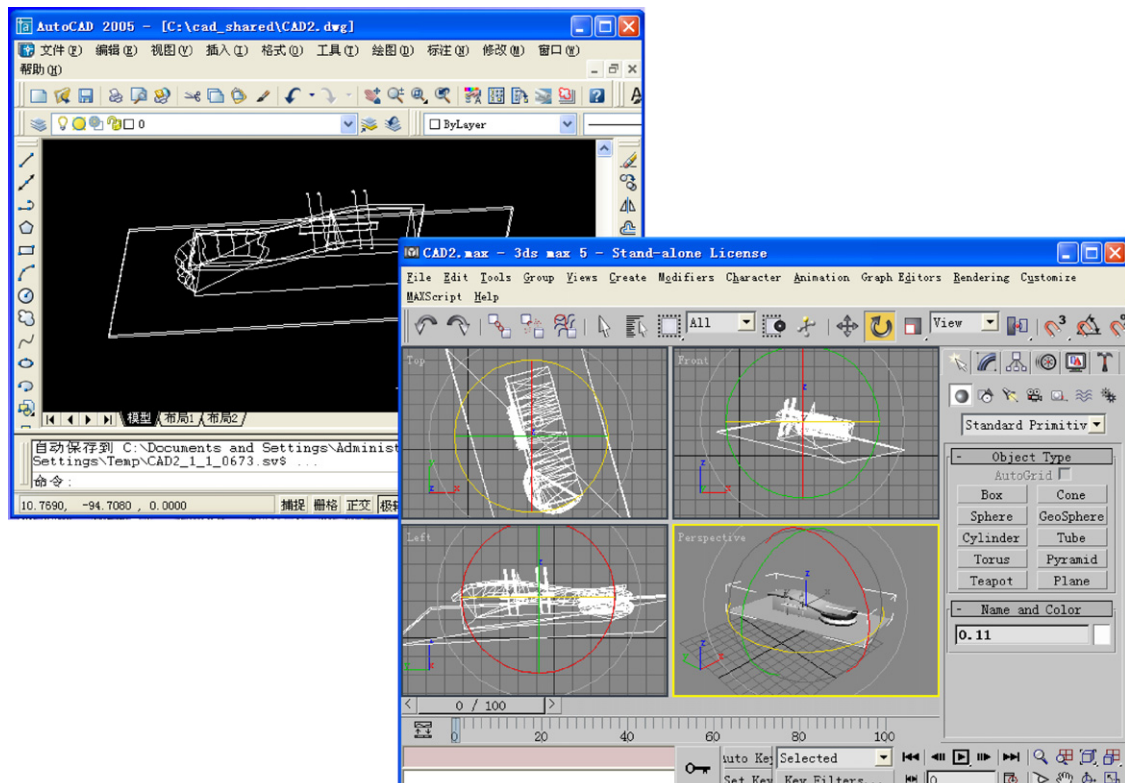 AutoCAD 2005 - [C:\cad_shared\CAD2.dwg]
文件(F) 编辑(E) 视图(V) 插入(I) 格式(O) 工具(T) 绘图(D) 标注(N) 修改(M) 窗口(W)
帮助(H)
0 ByLayer
模型 布局1 布局2
自动保存到 C:\Documents and Settings\Administ
Settings\Temp\CAD2_1_1_0673.sv$ ...
命令:
10.7690, -94.7080 , 0.0000 捕捉 栅格 正交
CAD2.max - 3ds max 5 - Stand-alone License
File Edit Tools Group Views Create Modifiers Character Animation Graph Editors Rendering Customize
MAXScript Help
All View
Top Front
Left Perspective
Standard Primitiv
- Object Type
AutoGrid
Box Cone
Sphere GeoSphere
Cylinder Tube
Torus Pyramid
Teapot Plane
- Name and Color
0.11
0 / 100
0 20 40 60 80 100
uto Key Selected
Set Key Key Filters... 0